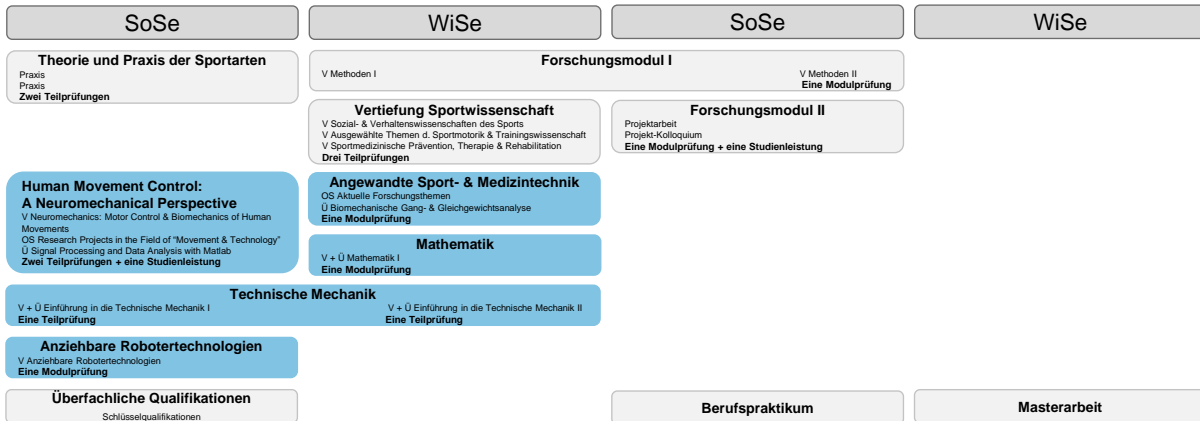 SoSe
WiSe
SoSe
WiSe
Theorie und Praxis der Sportarten
Praxis
Praxis
Zwei Teilprüfungen
Forschungsmodul I
V Methoden I
V Methoden II
Eine Modulprüfung
Vertiefung Sportwissenschaft
V Sozial- & Verhaltenswissenschaften des Sports
V Ausgewählte Themen d. Sportmotorik & Trainingswissenschaft
V Sportmedizinische Prävention, Therapie & Rehabilitation
Drei Teilprüfungen
Forschungsmodul II
Projektarbeit
Projekt-Kolloquium
Eine Modulprüfung + eine Studienleistung
Human Movement Control:
A Neuromechanical Perspective
V Neuromechanics: Motor Control & Biomechanics of Human
Movements
OS Research Projects in the Field of “Movement & Technology”
Ü Signal Processing and Data Analysis with Matlab
Zwei Teilprüfungen + eine Studienleistung
Angewandte Sport- & Medizintechnik
OS Aktuelle Forschungsthemen
Ü Biomechanische Gang- & Gleichgewichtsanalyse
Eine Modulprüfung
Mathematik
V + Ü Mathematik I
Eine Modulprüfung
Technische Mechanik
V + Ü Einführung in die Technische Mechanik I
Eine Teilprüfung
V + Ü Einführung in die Technische Mechanik II
Eine Teilprüfung
Anziehbare Robotertechnologien
V Anziehbare Robotertechnologien
Eine Modulprüfung
Überfachliche Qualifikationen
Schlüsselqualifikationen
Berufspraktikum
Masterarbeit